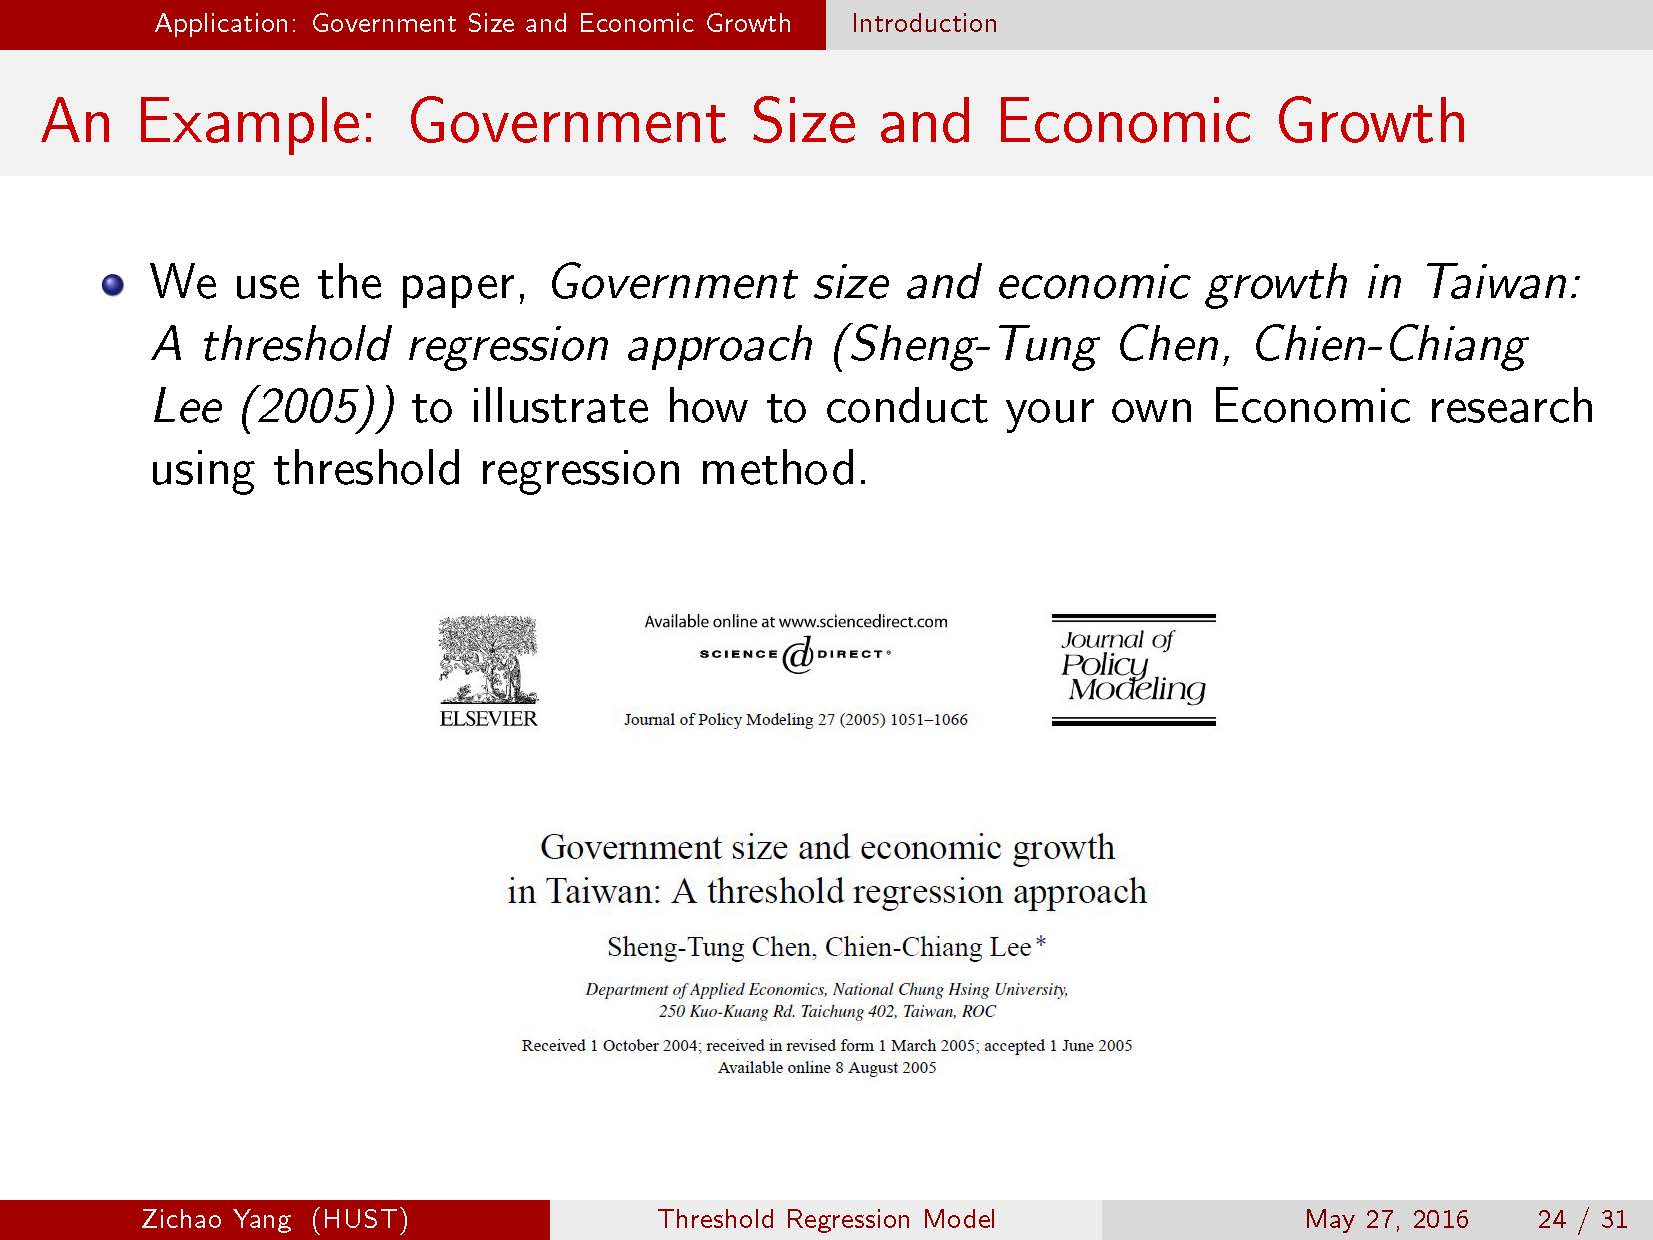 Application: Government Size and Economic Growth Introduction
An Example: Government Size and Economic Growth
We use the paper, Government size and economic growth in Taiwan:
A threshold regression approach (Sheng-Tung Chen, Chien-Chiang
Lee (2005)) to illustrate how to conduct your own Economic research
using threshold regression method.
Available online at www.sciencedirect.com
SCIENCE @ DIRECT®
ELSEVIER
Journal of Policy Modeling 27 (2005) 1051–1066
Journal of
Policy
Modeling
Government size and economic growth
in Taiwan: A threshold regression approach
Sheng-Tung Chen, Chien-Chiang Lee*
Department of Applied Economics, National Chung Hsing University,
250 Kuo-Kuang Rd. Taichung 402, Taiwan, ROC
Received 1 October 2004; received in revised form 1 March 2005; accepted 1 June 2005
Available online 8 August 2005
Zichao Yang (HUST) Threshold Regression Model May 27, 2016 24 / 31